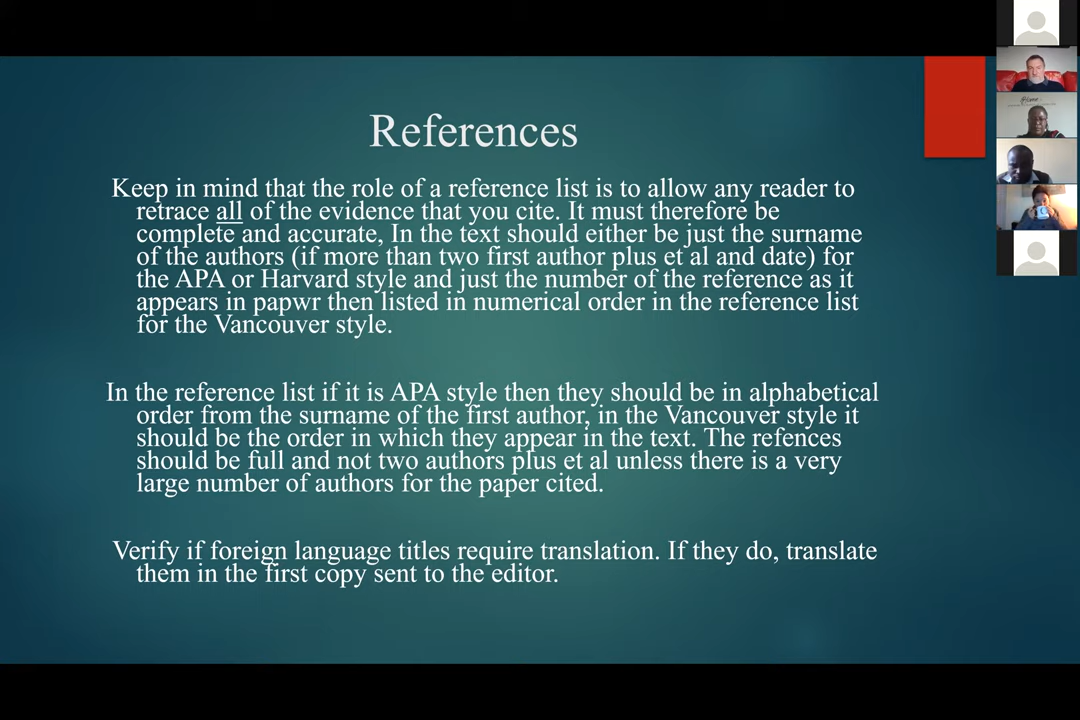 References
Keep in mind that the role of a reference list is to allow any reader to
retrace all of the evidence that you cite. It must therefore be
complete and accurate, In the text should either be just the surname
of the authors (if more than two first author plus et al and date) for
the APA or Harvard style and just the number of the reference as it
appears in papwr then listed in numerical order in the reference list
for the Vancouver style.
In the reference list if it is APA style then they should be in alphabetical
order from the surname of the first author, in the Vancouver style it
should be the order in which they appear in the text. The refences
should be full and not two authors plus et al unless there is a very
large number of authors for the paper cited.
Verify if foreign language titles require translation. If they do, translate
them in the first copy sent to the editor.